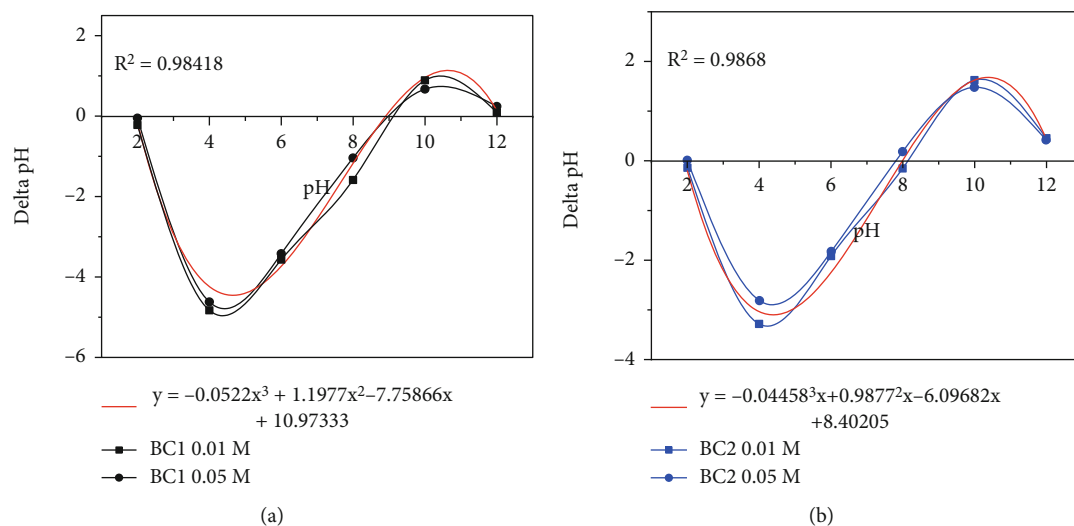 2
0
−2
−4
−6
Delta pH
R² = 0.98418
2 4 6 8 10 12
pH
y = −0.0522x³ + 1.1977x²−7.75866x
+ 10.97333
BC1 0.01 M
BC1 0.05 M
(a)
2
0
−2
−4
Delta pH
R² = 0.9868
2 4 6 8 10 12
pH
y = −0.04458³x+0.9877²x−6.09682x
+8.40205
BC2 0.01 M
BC2 0.05 M
(b)